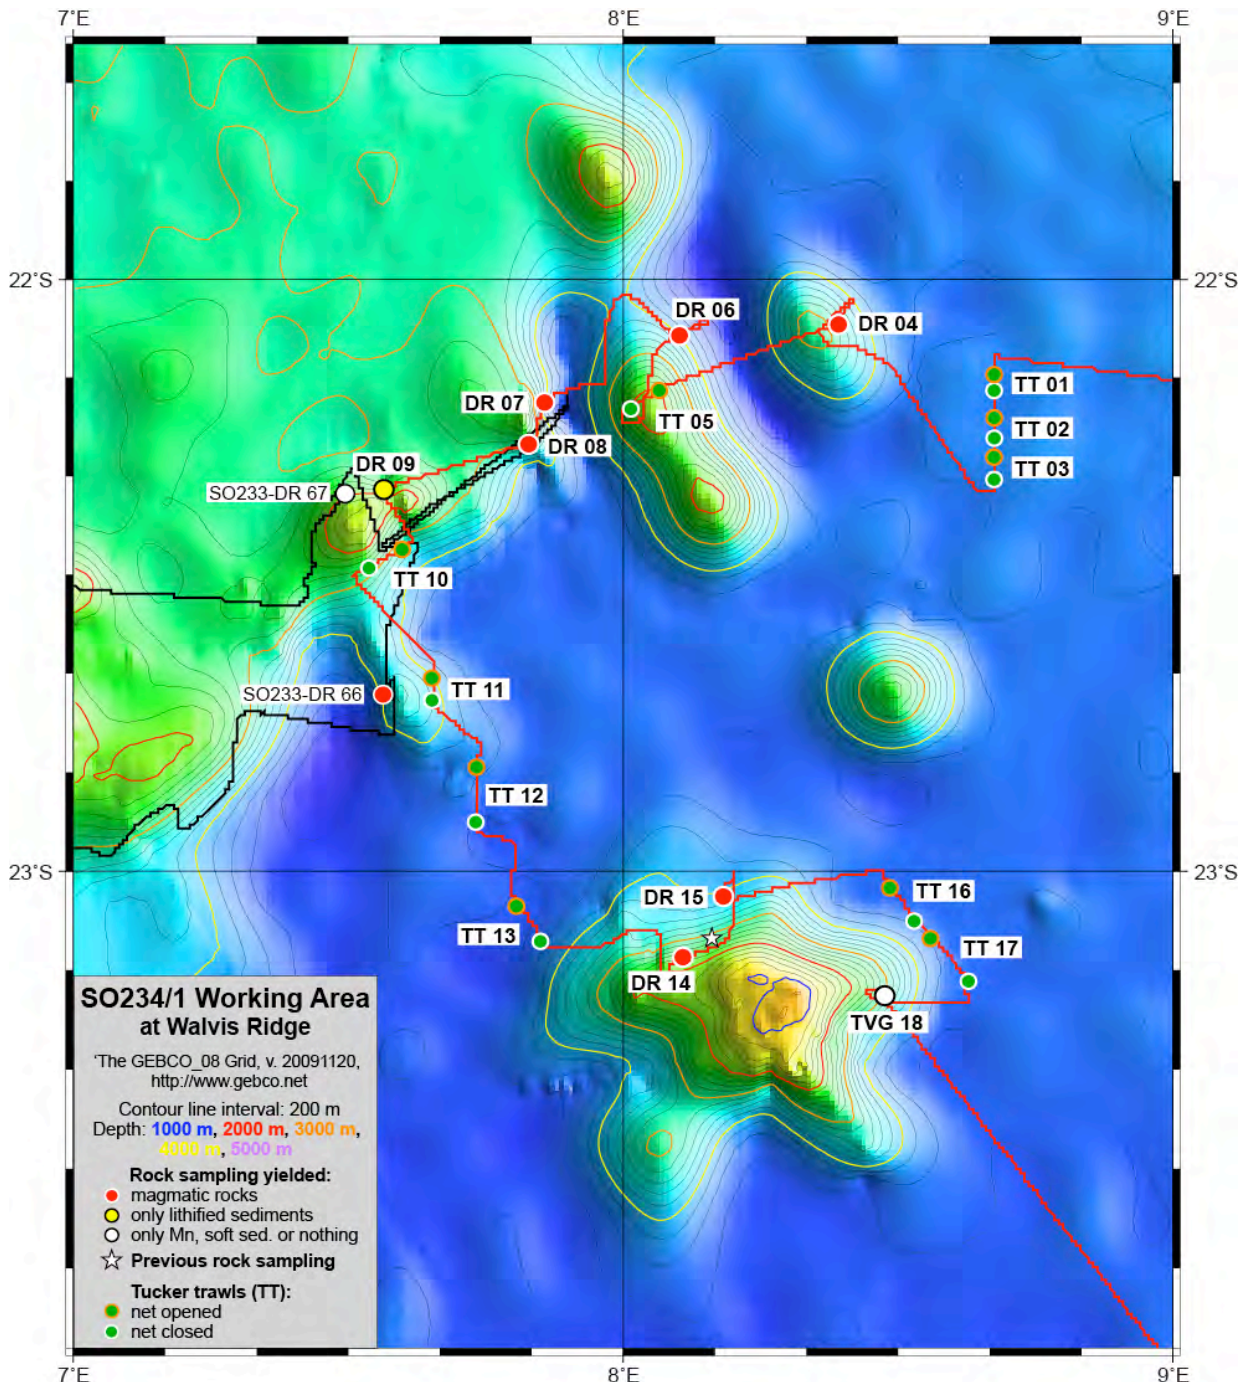 7°E 8°E 9°E
22°S 22°S
DR 06
DR 04
TT 01
DR 07
TT 05
TT 02
DR 08
DR 09
TT 03
SO233-DR 67
TT 10
TT 11
SO233-DR 66
TT 12
23°S 23°S
DR 15
TT 16
TT 13
TT 17
DR 14
TVG 18
SO234/1 Working Area
at Walvis Ridge
'The GEBCO_08 Grid, v. 20091120,
http://www.gebco.net
Contour line interval: 200 m
Depth: 1000 m, 2000 m, 3000 m,
4000 m, 5000 m
Rock sampling yielded:
magmatic rocks
only lithified sediments
only Mn, soft sed. or nothing
Previous rock sampling
Tucker trawls (TT):
net opened
net closed
7°E 8°E 9°E